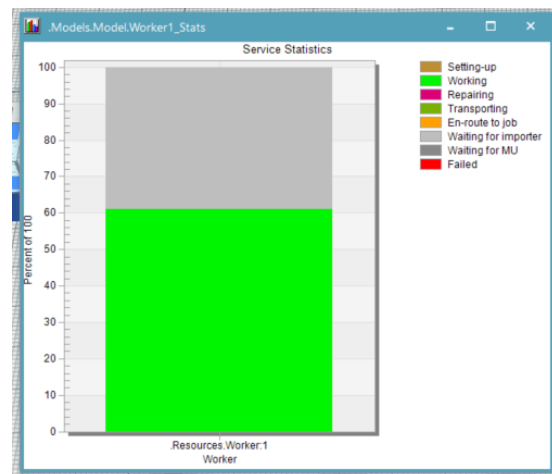 .Models.Model.Worker1_Stats
Service Statistics
Percent of 100
100
90
80
70
60
50
40
30
20
10
0
.Resources.Worker:1
Worker
Setting-up
Working
Repairing
Transporting
En-route to job
Waiting for importer
Waiting for MU
Failed